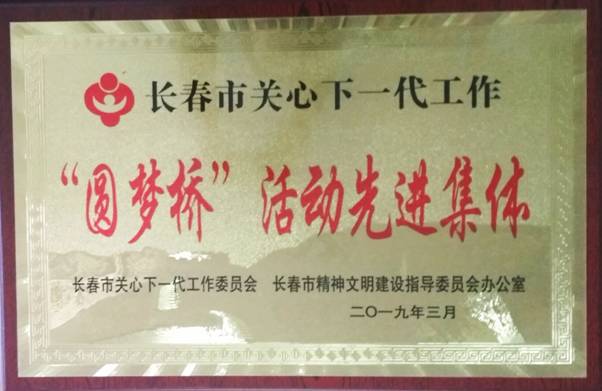 长春市关心下一代工作
“圆梦桥”活动先进集体
长春市关心下一代工作委员会 长春市精神文明建设指导委员会办公室
二〇一九年三月